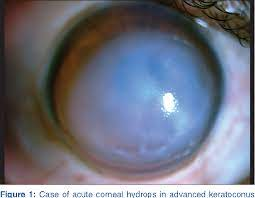 Figure 1: Case of acute corneal hydrops in advanced keratoconus